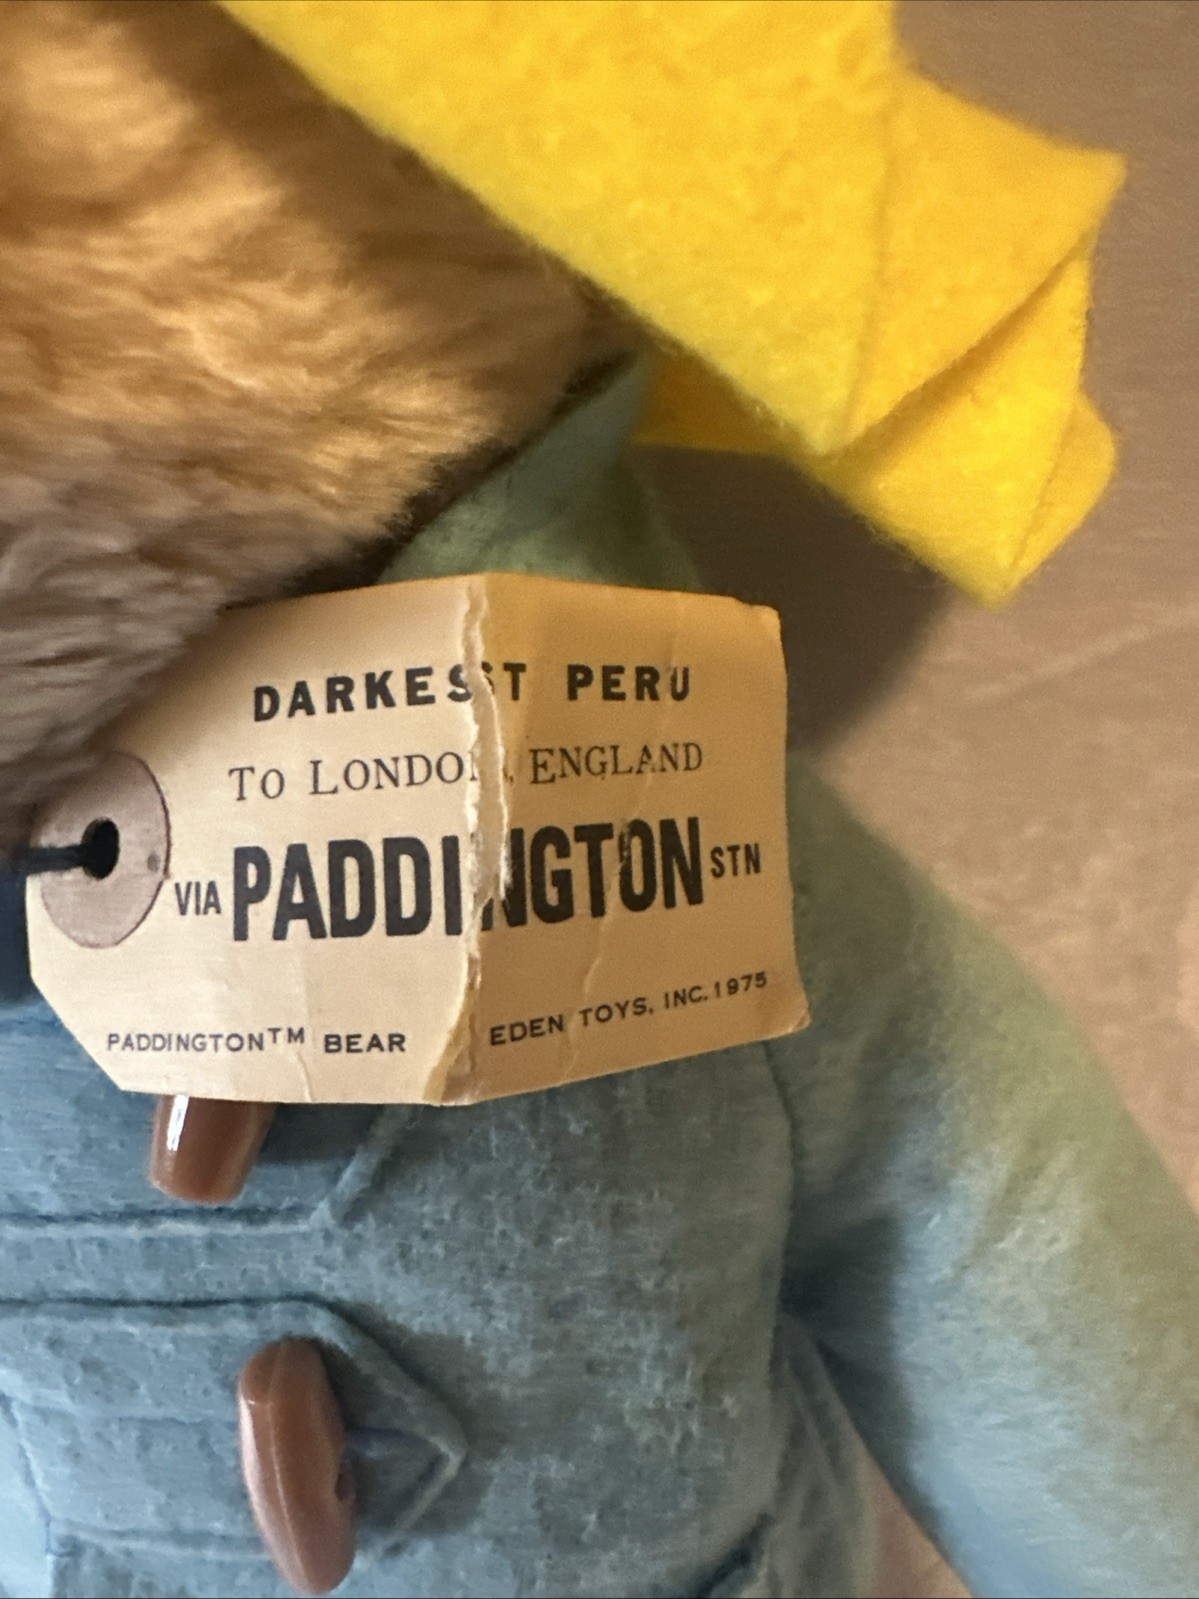 DARKEST PERU
TO LONDON, ENGLAND
VIA PADDINGTON STN
PADDINGTON™ BEAR EDEN TOYS, INC. 1975